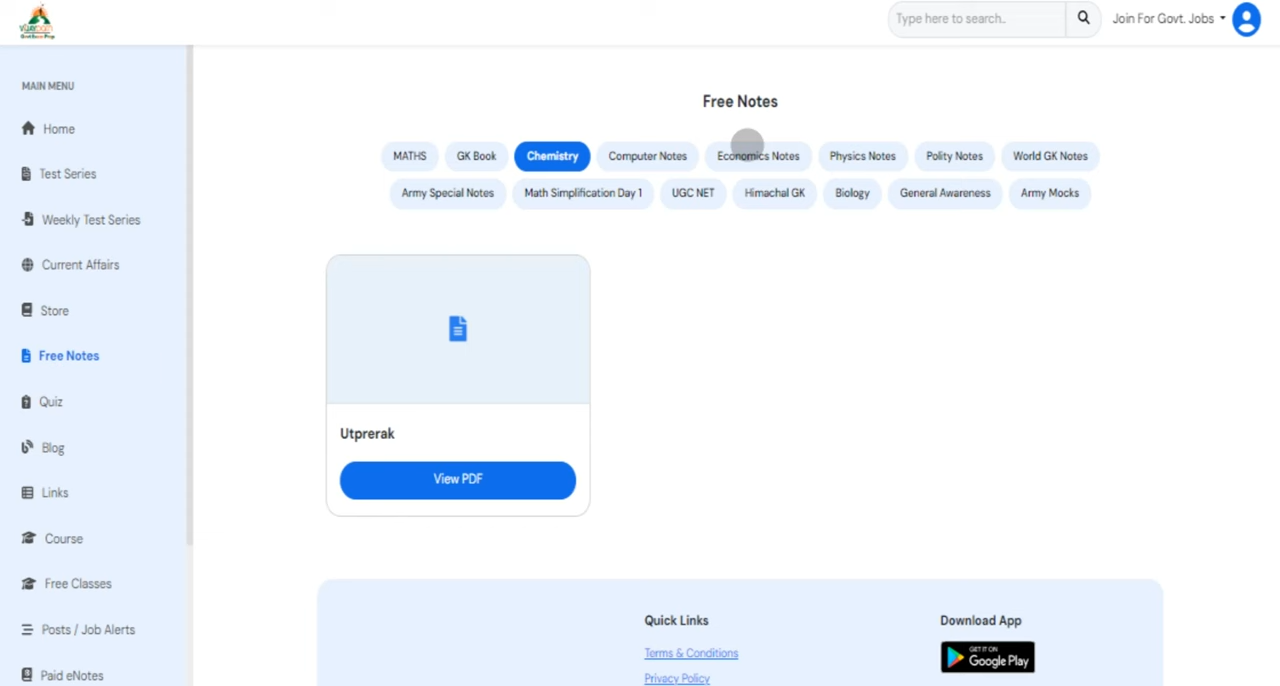 Type here to search..
Join For Govt. Jobs
MAIN MENU
Home
Test Series
Weekly Test Series
Current Affairs
Store
Free Notes
Quiz
Blog
Links
Course
Free Classes
Posts / Job Alerts
Paid eNotes
Free Notes
MATHS GK Book Chemistry Computer Notes Economics Notes Physics Notes Polity Notes World GK Notes
Army Special Notes Math Simplification Day 1 UGC NET Himachal GK Biology General Awareness Army Mocks
Utprerak
View PDF
Quick Links
Terms & Conditions
Privacy Policy
Download App
GET IT ON
Google Play